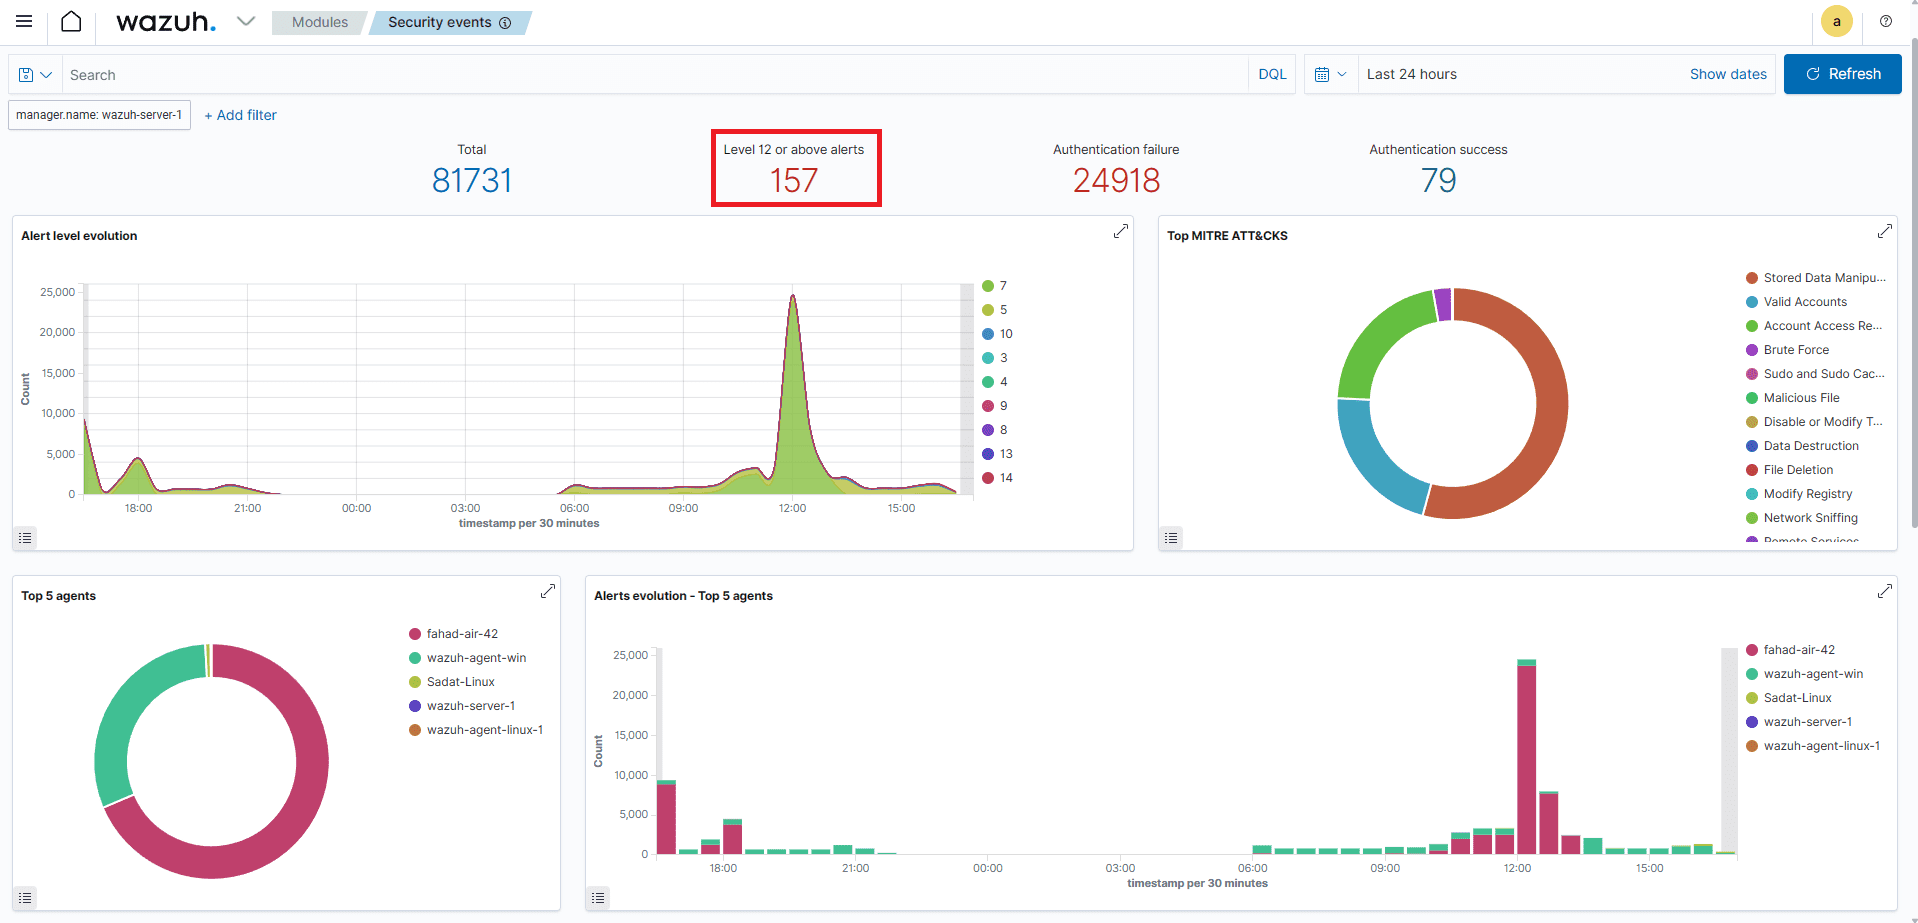 wazuh.
Modules
Security events
a
Search
DQL
Last 24 hours
Show dates
Refresh
manager.name: wazuh-server-1
+ Add filter
Total
81731
Level 12 or above alerts
157
Authentication failure
24918
Authentication success
79
Alert level evolution
25,000
20,000
15,000
10,000
5,000
0
Count
18:00
21:00
00:00
03:00
06:00
09:00
12:00
15:00
timestamp per 30 minutes
7
5
10
3
4
9
8
13
14
Top MITRE ATT&CKS
Stored Data Manipu...
Valid Accounts
Account Access Re...
Brute Force
Sudo and Sudo Cac...
Malicious File
Disable or Modify T...
Data Destruction
File Deletion
Modify Registry
Network Sniffing
Remote Services
Top 5 agents
fahad-air-42
wazuh-agent-win
Sadat-Linux
wazuh-server-1
wazuh-agent-linux-1
Alerts evolution - Top 5 agents
25,000
20,000
15,000
10,000
5,000
0
Count
18:00
21:00
00:00
03:00
06:00
09:00
12:00
15:00
timestamp per 30 minutes
fahad-air-42
wazuh-agent-win
Sadat-Linux
wazuh-server-1
wazuh-agent-linux-1